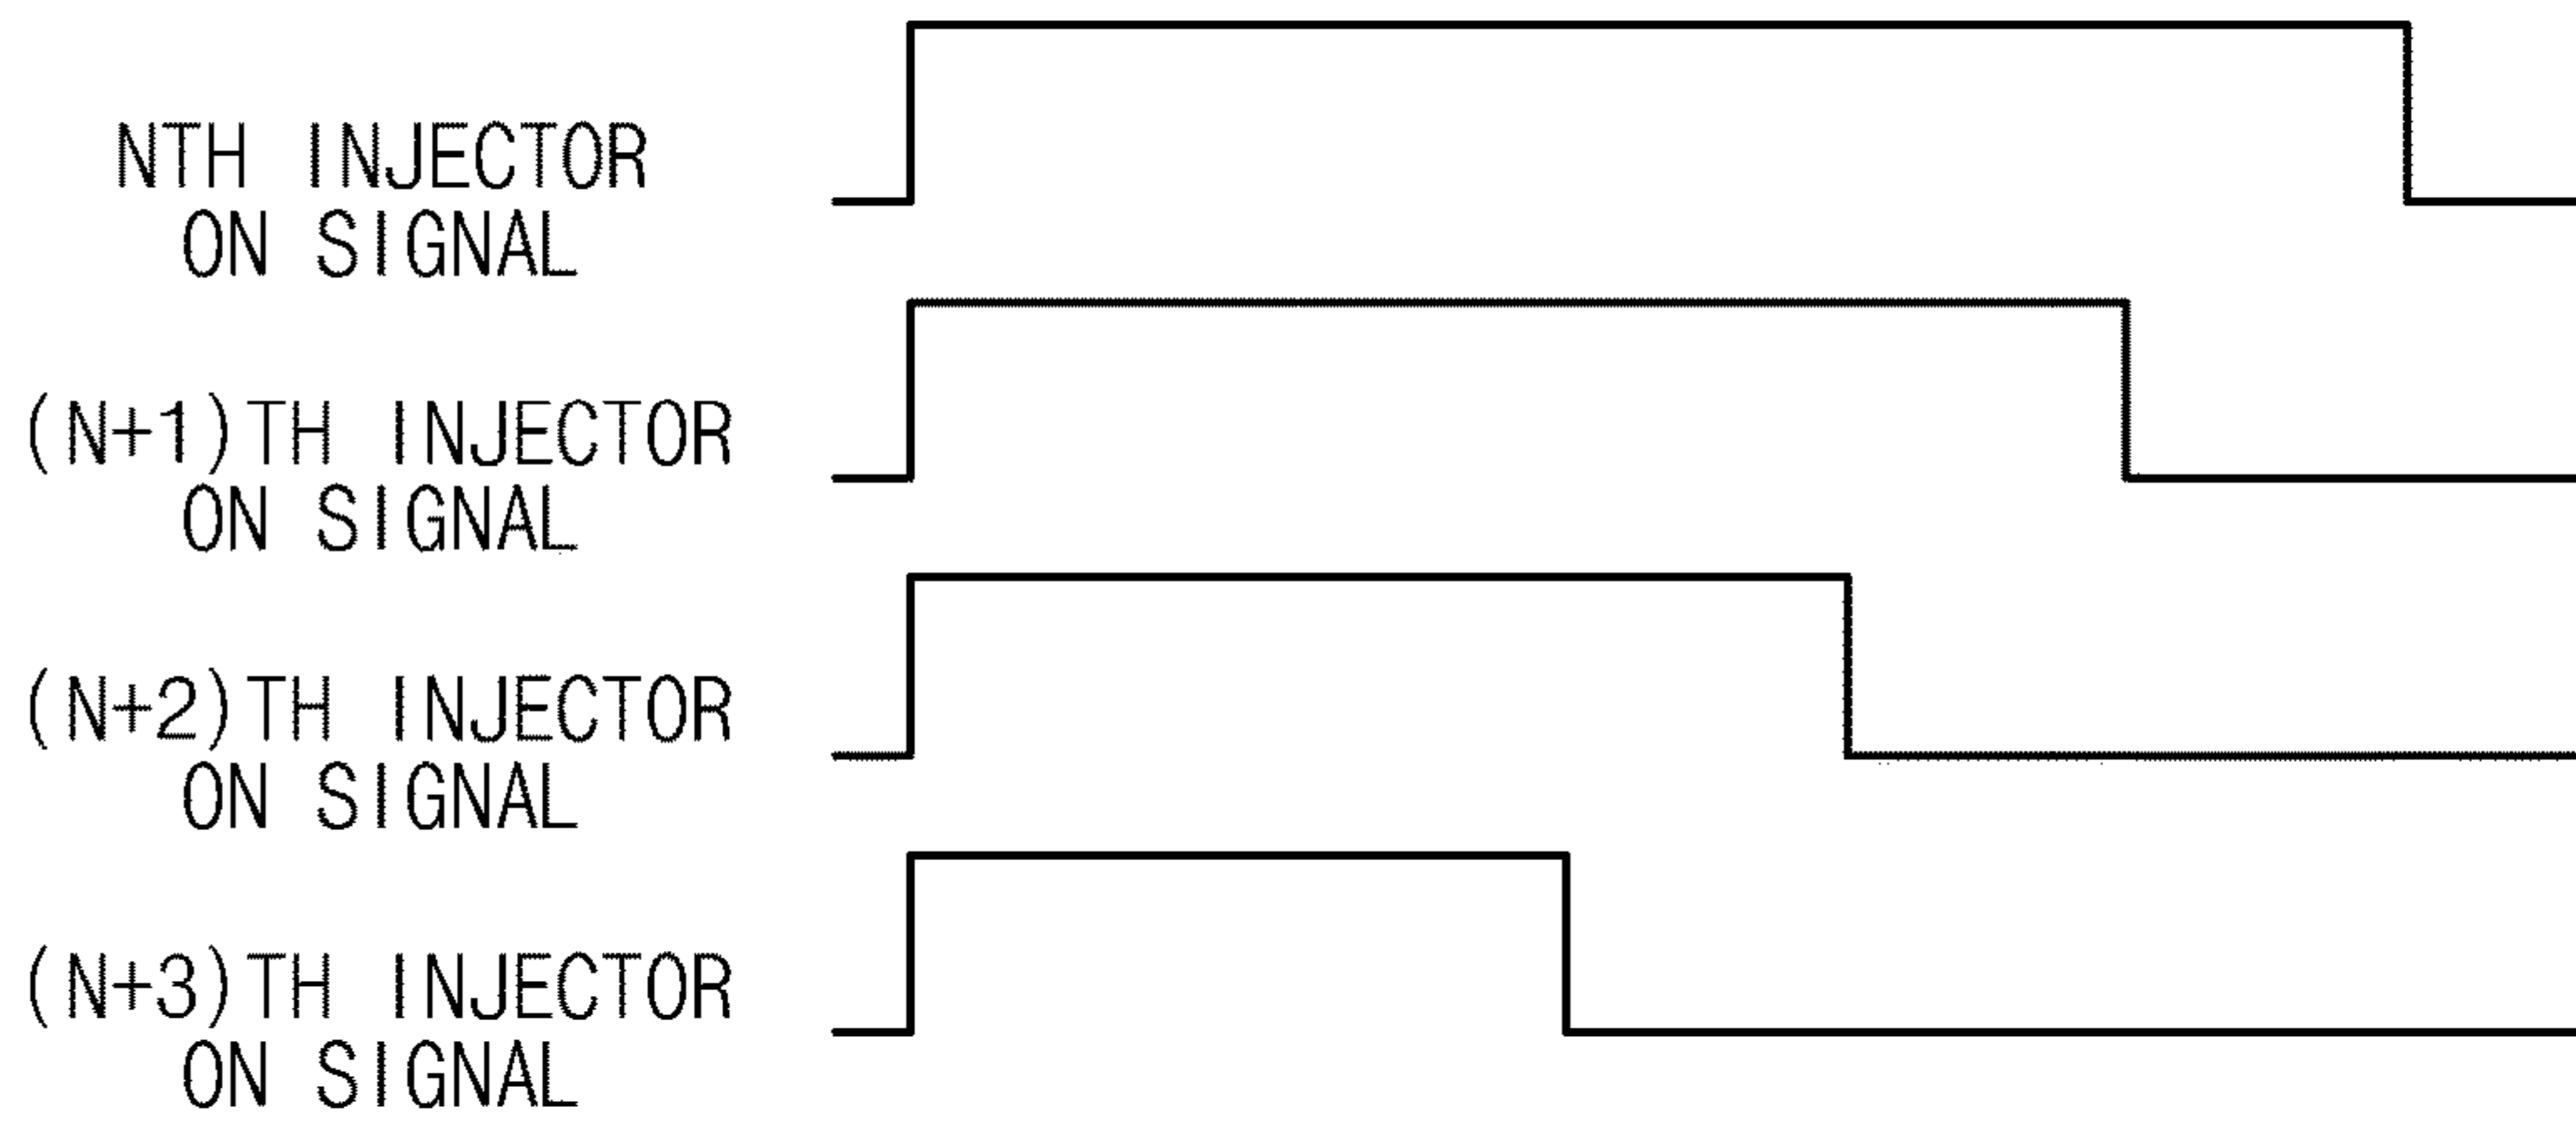 NTH INJECTOR
ON SIGNAL
(N+1)TH INJECTOR
ON SIGNAL
(N+2)TH INJECTOR
ON SIGNAL
(N+3)TH INJECTOR
ON SIGNAL